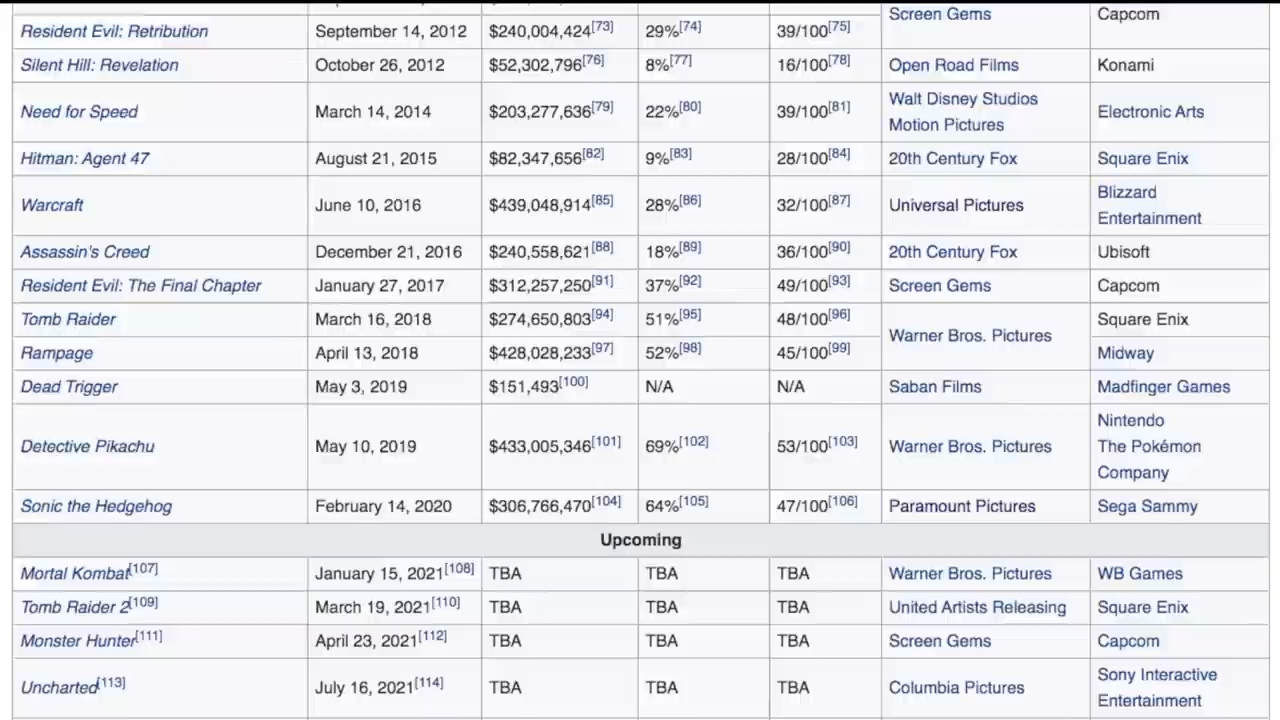 Screen Gems Capcom
Resident Evil: Retribution September 14, 2012 $240,004,424[73] 29%[74] 39/100[75]
Silent Hill: Revelation October 26, 2012 $52,302,796[76] 8%[77] 16/100[78] Open Road Films Konami
Need for Speed March 14, 2014 $203,277,636[79] 22%[80] 39/100[81] Walt Disney Studios
Motion Pictures Electronic Arts
Hitman: Agent 47 August 21, 2015 $82,347,656[82] 9%[83] 28/100[84] 20th Century Fox Square Enix
Warcraft June 10, 2016 $439,048,914[85] 28%[86] 32/100[87] Universal Pictures Blizzard
Entertainment
Assassin's Creed December 21, 2016 $240,558,621[88] 18%[89] 36/100[90] 20th Century Fox Ubisoft
Resident Evil: The Final Chapter January 27, 2017 $312,257,250[91] 37%[92] 49/100[93] Screen Gems Capcom
Tomb Raider March 16, 2018 $274,650,803[94] 51%[95] 48/100[96] Warner Bros. Pictures Square Enix
Rampage April 13, 2018 $428,028,233[97] 52%[98] 45/100[99] Midway
Dead Trigger May 3, 2019 $151,493[100] N/A N/A Saban Films Madfinger Games
Detective Pikachu May 10, 2019 $433,005,346[101] 69%[102] 53/100[103] Warner Bros. Pictures Nintendo
The Pokémon
Company
Sonic the Hedgehog February 14, 2020 $306,766,470[104] 64%[105] 47/100[106] Paramount Pictures Sega Sammy
Upcoming
Mortal Kombat[107] January 15, 2021[108] TBA TBA TBA Warner Bros. Pictures WB Games
Tomb Raider 2[109] March 19, 2021[110] TBA TBA TBA United Artists Releasing Square Enix
Monster Hunter[111] April 23, 2021[112] TBA TBA TBA Screen Gems Capcom
Uncharted[113] July 16, 2021[114] TBA TBA TBA Columbia Pictures Sony Interactive
Entertainment